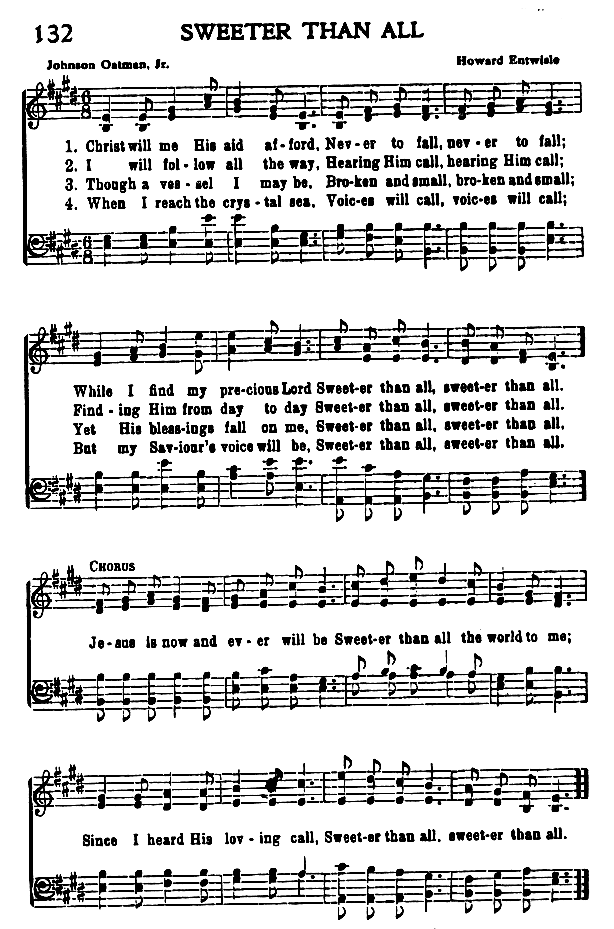 132 SWEETER THAN ALL
Johnson Oatman, Jr. Howard Entwisle
6 8
1. Christ will me His aid af-ford, Nev-er to fall, nev-er to fall;
2. I will fol-low all the way, Hearing Him call, hearing Him call;
3. Though a ves-sel I may be, Bro-ken and small, bro-ken and small;
4. When I reach the crys-tal sea, Voic-es will call, voic-es will call;
6 8
While I find my pre-cious Lord Sweet-er than all, sweet-er than all.
Find-ing Him from day to day Sweet-er than all, sweet-er than all.
Yet His bless-ings fall on me, Sweet-er than all, sweet-er than all,
But my Sav-iour's voice will be, Sweet-er than all, sweet-er than all.
CHORUS
Je-sus is now and ev-er will be Sweet-er than all the world to me;
Since I heard His lov-ing call, Sweet-er than all, sweet-er than all.